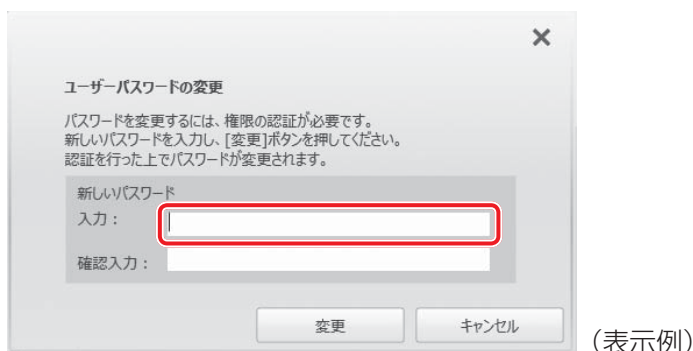 ユーザーパスワードの変更
パスワードを変更するには、権限の認証が必要です。
新しいパスワードを入力し、[変更]ボタンを押してください。
認証を行った上でパスワードが変更されます。
新しいパスワード
入力：
確認入力：
変更
キャンセル
（表示例）